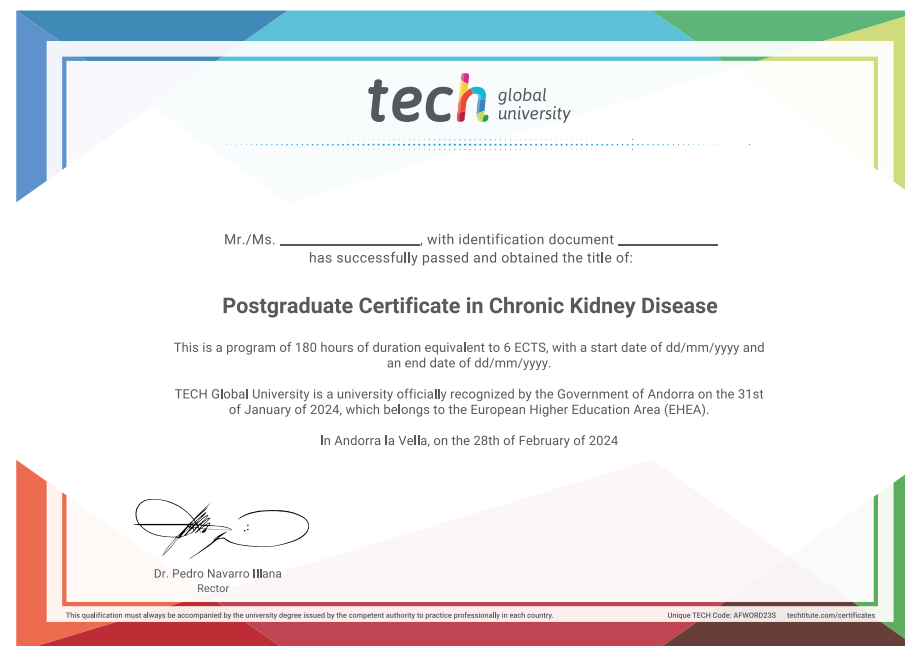 tech global
university
Mr./Ms. ____________, with identification document ____________
has successfully passed and obtained the title of:
Postgraduate Certificate in Chronic Kidney Disease
This is a program of 180 hours of duration equivalent to 6 ECTS, with a start date of dd/mm/yyyy and
an end date of dd/mm/yyyy.
TECH Global University is a university officially recognized by the Government of Andorra on the 31st
of January of 2024, which belongs to the European Higher Education Area (EHEA).
In Andorra la Vella, on the 28th of February of 2024
Dr. Pedro Navarro Illana
Rector
This qualification must always be accompanied by the university degree issued by the competent authority to practice professionally in each country.
Unique TECH Code: AFWORD23S techtitute.com/certificates